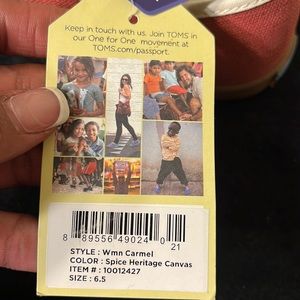 Keep in touch with us. Join TOMS in
our One for One movement at
TOMS.com/passport.
8 89556 49024 0
21
STYLE : Wmn Carmel
COLOR : Spice Heritage Canvas
ITEM # : 10012427
SIZE : 6.5